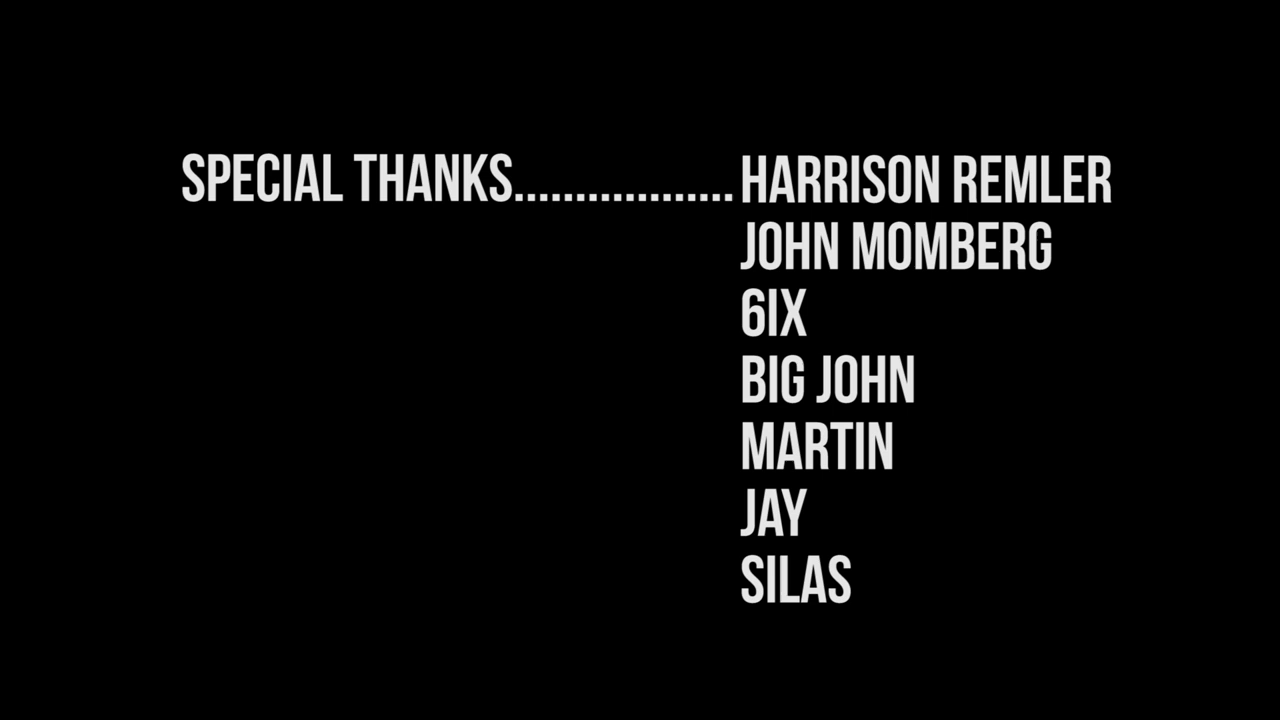 SPECIAL THANKS..................HARRISON REMLER
JOHN MOMBERG
6IX
BIG JOHN
MARTIN
JAY
SILAS